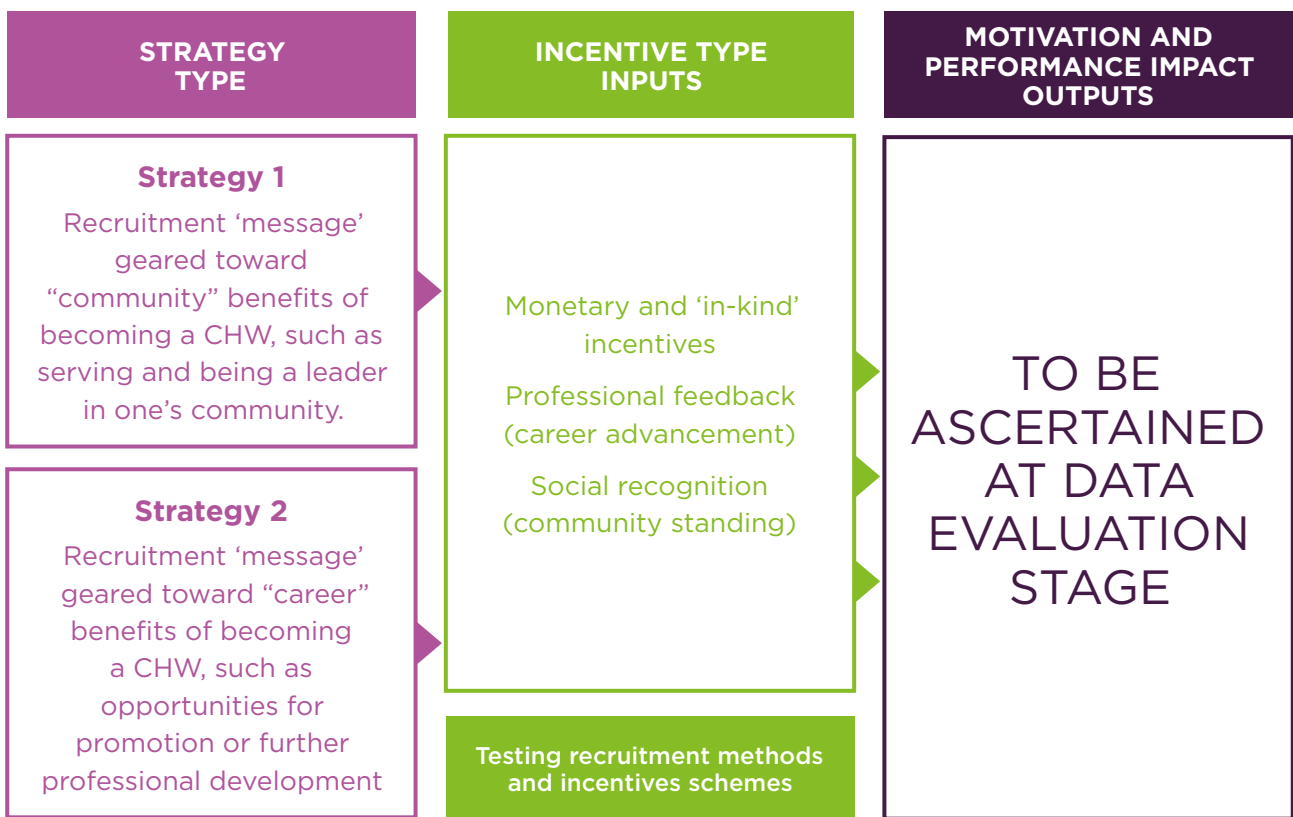 STRATEGY
TYPE
Strategy 1
Recruitment ‘message’
geared toward
“community” benefits of
becoming a CHW, such as
serving and being a leader
in one’s community.
Strategy 2
Recruitment ‘message’
geared toward “career”
benefits of becoming
a CHW, such as
opportunities for
promotion or further
professional development
INCENTIVE TYPE
INPUTS
Monetary and ‘in-kind’
incentives
Professional feedback
(career advancement)
Social recognition
(community standing)
Testing recruitment methods
and incentives schemes
MOTIVATION AND
PERFORMANCE IMPACT
OUTPUTS
TO BE
ASCERTAINED
AT DATA
EVALUATION
STAGE